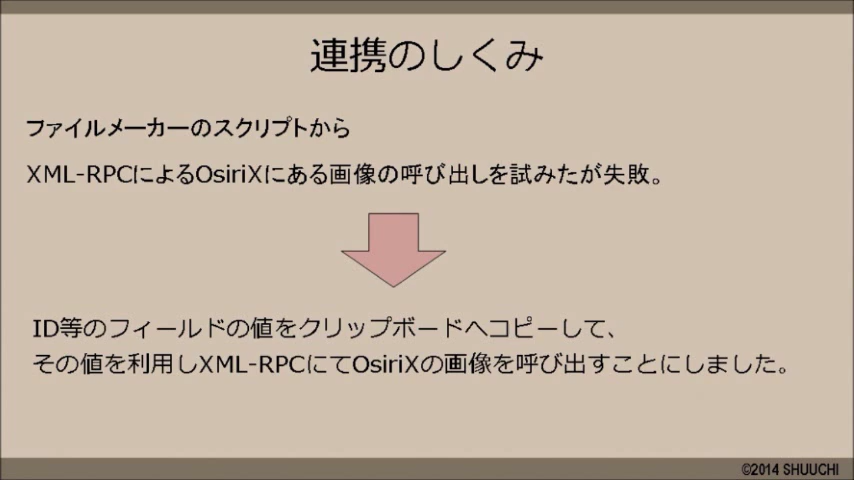 連携のしくみ
ファイルメーカーのスクリプトから
XML-RPCによるOsiriXにある画像の呼び出しを試みたが失敗。
ID等のフィールドの値をクリップボードへコピーして、
その値を利用しXML-RPCにてOsiriXの画像を呼び出すことにしました。
©2014 SHUUCHI